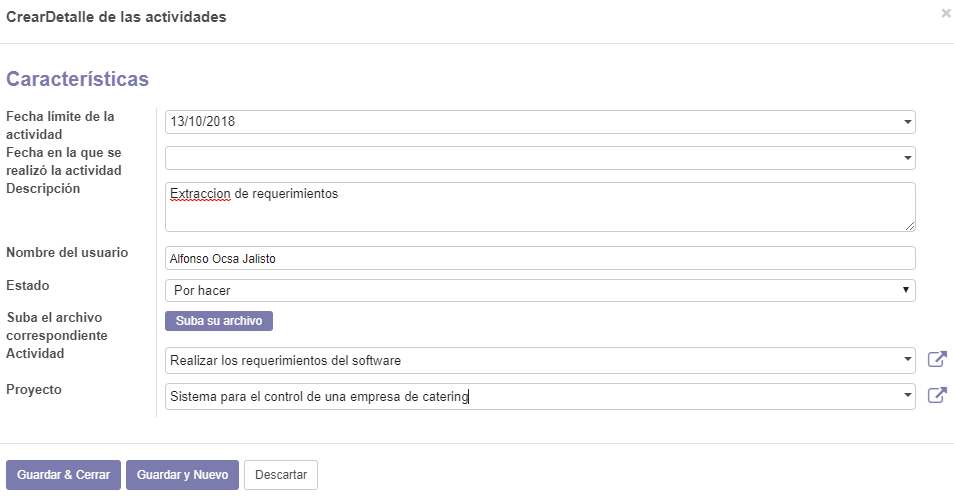 CrearDetalle de las actividades
×
Características
Fecha límite de la
actividad
13/10/2018
Fecha en la que se
realizó la actividad
Descripción
Extraccion de requerimientos
Nombre del usuario
Alfonso Ocsa Jalisto
Estado
Por hacer
Suba el archivo
correspondiente
Suba su archivo
Actividad
Realizar los requerimientos del software
Proyecto
Sistema para el control de una empresa de catering
Guardar & Cerrar Guardar y Nuevo Descartar